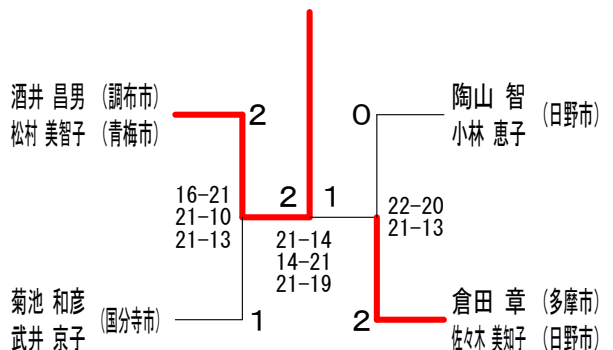 酒井 昌男 (調布市)
松村 美智子 (青梅市)
2
0
陶山 智
小林 恵子
(日野市)
16-21
21-10
21-13
2
1
22-20
21-13
21-14
14-21
21-19
菊池 和彦
武井 京子
(国分寺市)
1
2
倉田 章 (多摩市)
佐々木 美知子 (日野市)